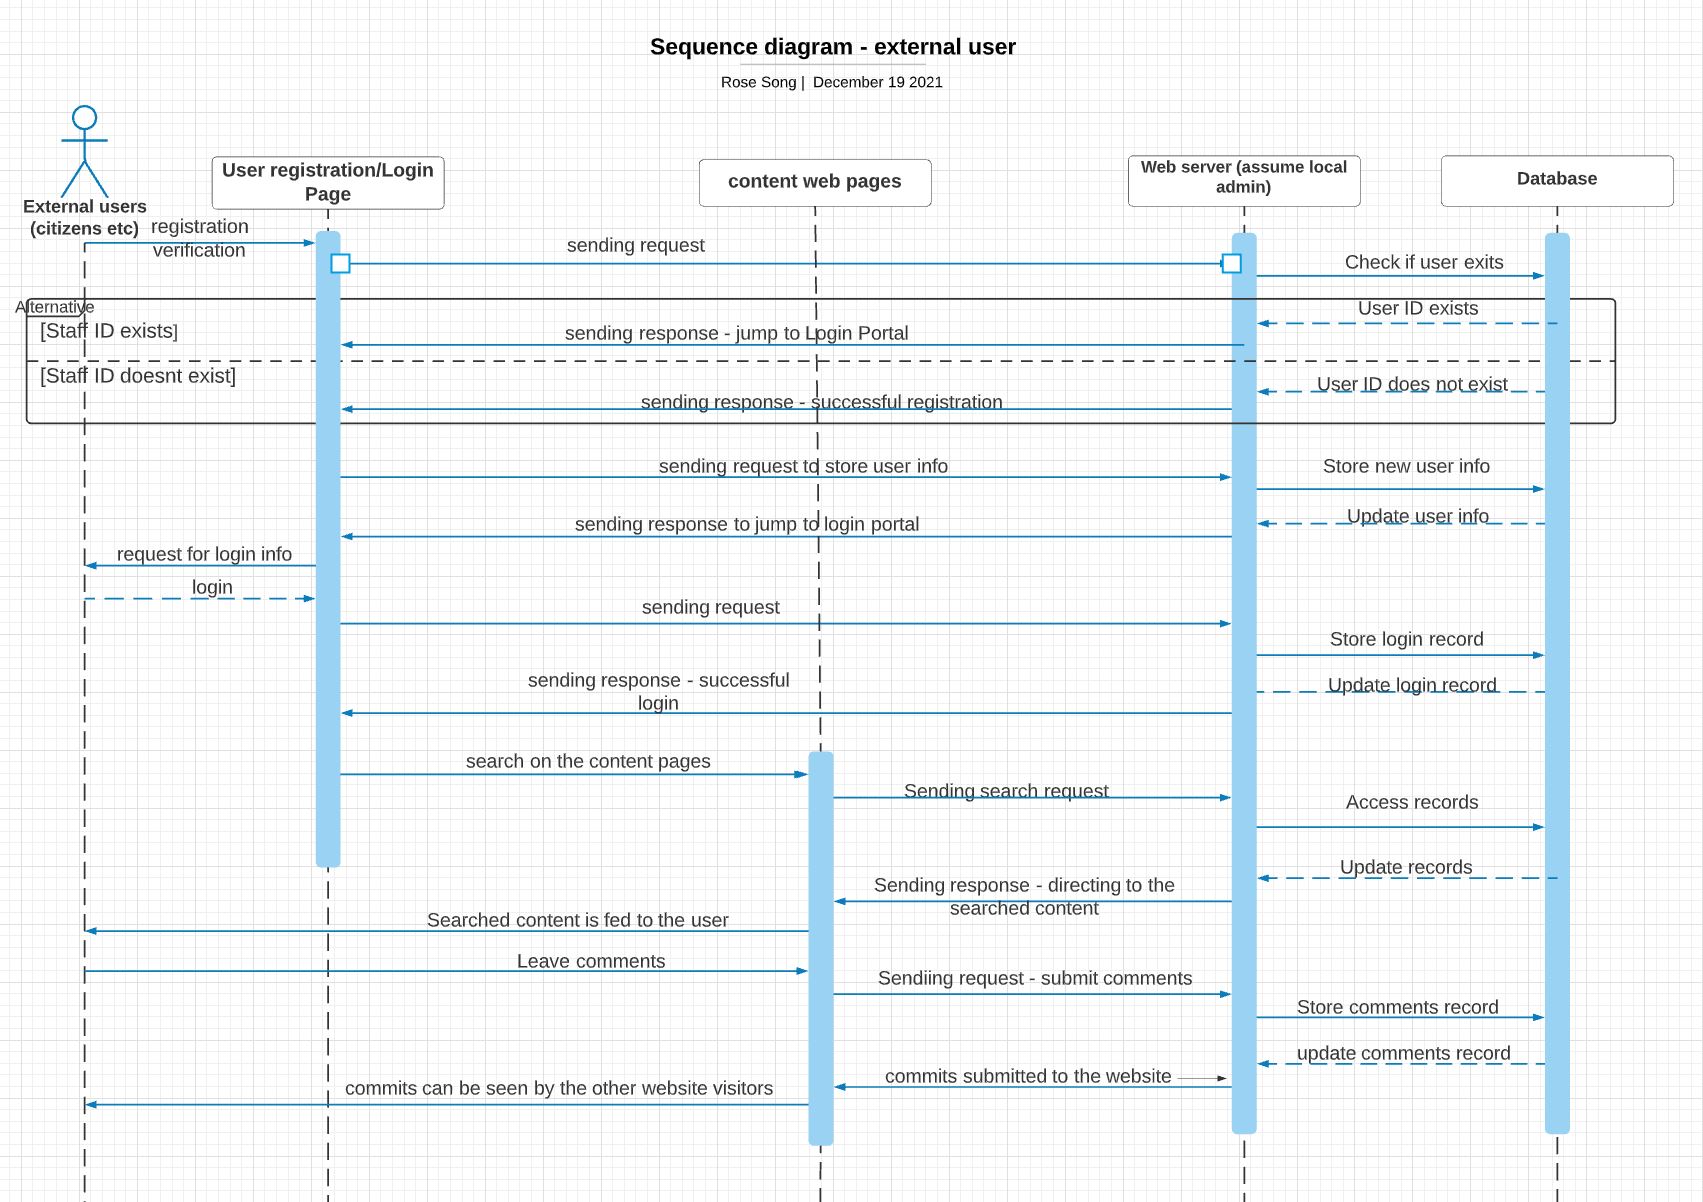 Sequence diagram - external user
Rose Song | December 19 2021
External users
(citizens etc)
User registration/Login
Page
content web pages
Web server (assume local
admin)
Database
registration
verification
sending request
Check if user exits
Alternative
[Staff ID exists]
User ID exists
sending response - jump to Login Portal
[Staff ID doesnt exist]
User ID does not exist
sending response - successful registration
sending request to store user info
Store new user info
Update user info
sending response to jump to login portal
request for login info
login
sending request
Store login record
Update login record
sending response - successful
login
search on the content pages
Sending search request
Access records
Update records
Sending response - directing to the
searched content
Searched content is fed to the user
Leave comments
Sendiing request - submit comments
Store comments record
update comments record
commits submitted to the website
commits can be seen by the other website visitors